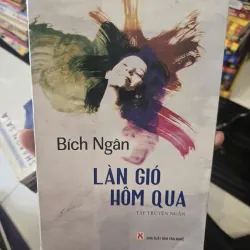 Bích Ngân
LÀN GIÓ
HÔM QUA
TẬP TRUYỆN NGẮN